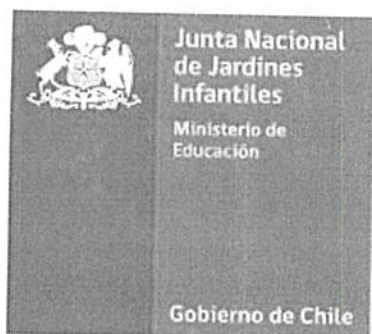 Junta Nacional
de Jardines
Infantiles
Ministerio de
Educación
Gobierno de Chile